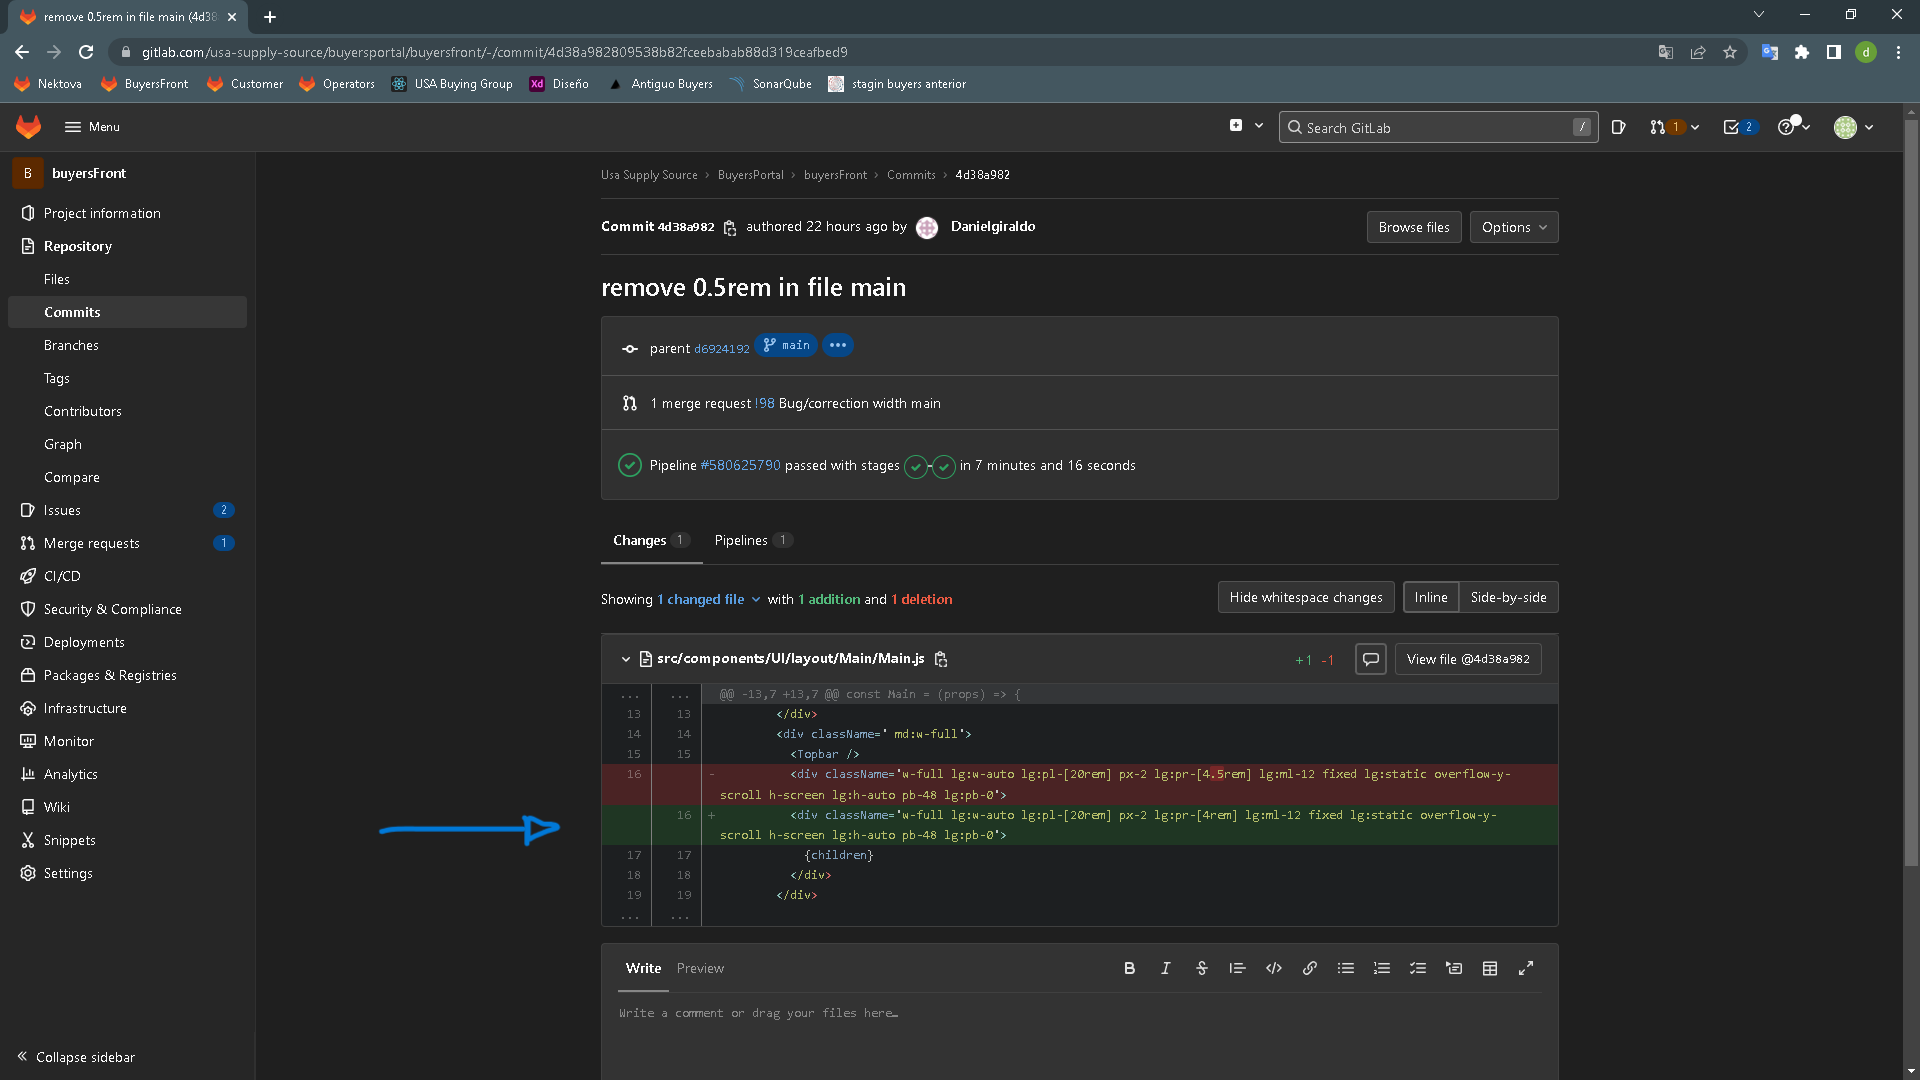 remove 0.5rem in file main (4d38
gitlab.com/usa-supply-source/buyersportal/buyersfront/-/commit/4d38a982809538b82fceebabab88d319ceafbed9
d
Nektova
BuyersFront
Customer
Operators
USA Buying Group
Xd Diseño
Antiguo Buyers
SonarQube
stagin buyers anterior
Menu
Search GitLab
/
1
2
B buyersFront
Project information
Repository
Files
Commits
Branches
Tags
Contributors
Graph
Compare
Issues 2
Merge requests 1
CI/CD
Security & Compliance
Deployments
Packages & Registries
Infrastructure
Monitor
Analytics
Wiki
Snippets
Settings
Collapse sidebar
Usa Supply Source › BuyersPortal › buyersFront › Commits › 4d38a982
Commit 4d38a982 authored 22 hours ago by Danielgiraldo
Browse files
Options
remove 0.5rem in file main
parent d6924192 main •••
1 merge request !98 Bug/correction width main
Pipeline #580625790 passed with stages in 7 minutes and 16 seconds
Changes 1
Pipelines 1
Showing 1 changed file with 1 addition and 1 deletion
Hide whitespace changes
Inline
Side-by-side
src/components/UI/layout/Main/Main.js
+1 -1
View file @4d38a982
... ... @@ -13,7 +13,7 @@ const Main = (props) => {
13 13 </div>
14 14 <div className=" md:w-full">
15 15 <Topbar />
16 - <div className="w-full lg:w-auto lg:pl-[20rem] px-2 lg:pr-[4.5rem] lg:ml-12 fixed lg:static overflow-y-
scroll h-screen lg:h-auto pb-48 lg:pb-0">
16 + <div className="w-full lg:w-auto lg:pl-[20rem] px-2 lg:pr-[4rem] lg:ml-12 fixed lg:static overflow-y-
scroll h-screen lg:h-auto pb-48 lg:pb-0">
17 17 {children}
18 18 </div>
19 19 </div>
... ...
Write
Preview
Write a comment or drag your files here…